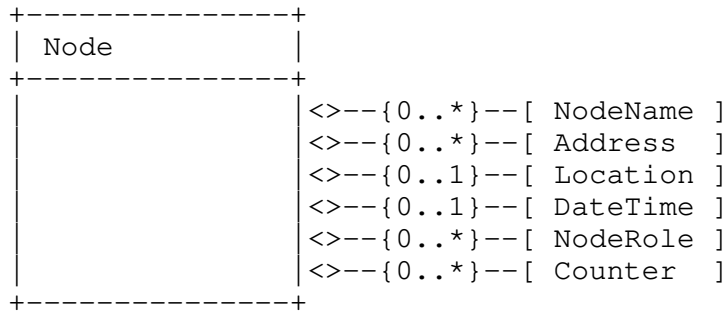 +----------------+
| Node           |
+----------------+
|                |<>--{0..*}--[ NodeName ]
|                |<>--{0..*}--[ Address  ]
|                |<>--{0..1}--[ Location ]
|                |<>--{0..1}--[ DateTime ]
|                |<>--{0..*}--[ NodeRole ]
|                |<>--{0..*}--[ Counter  ]
+----------------+